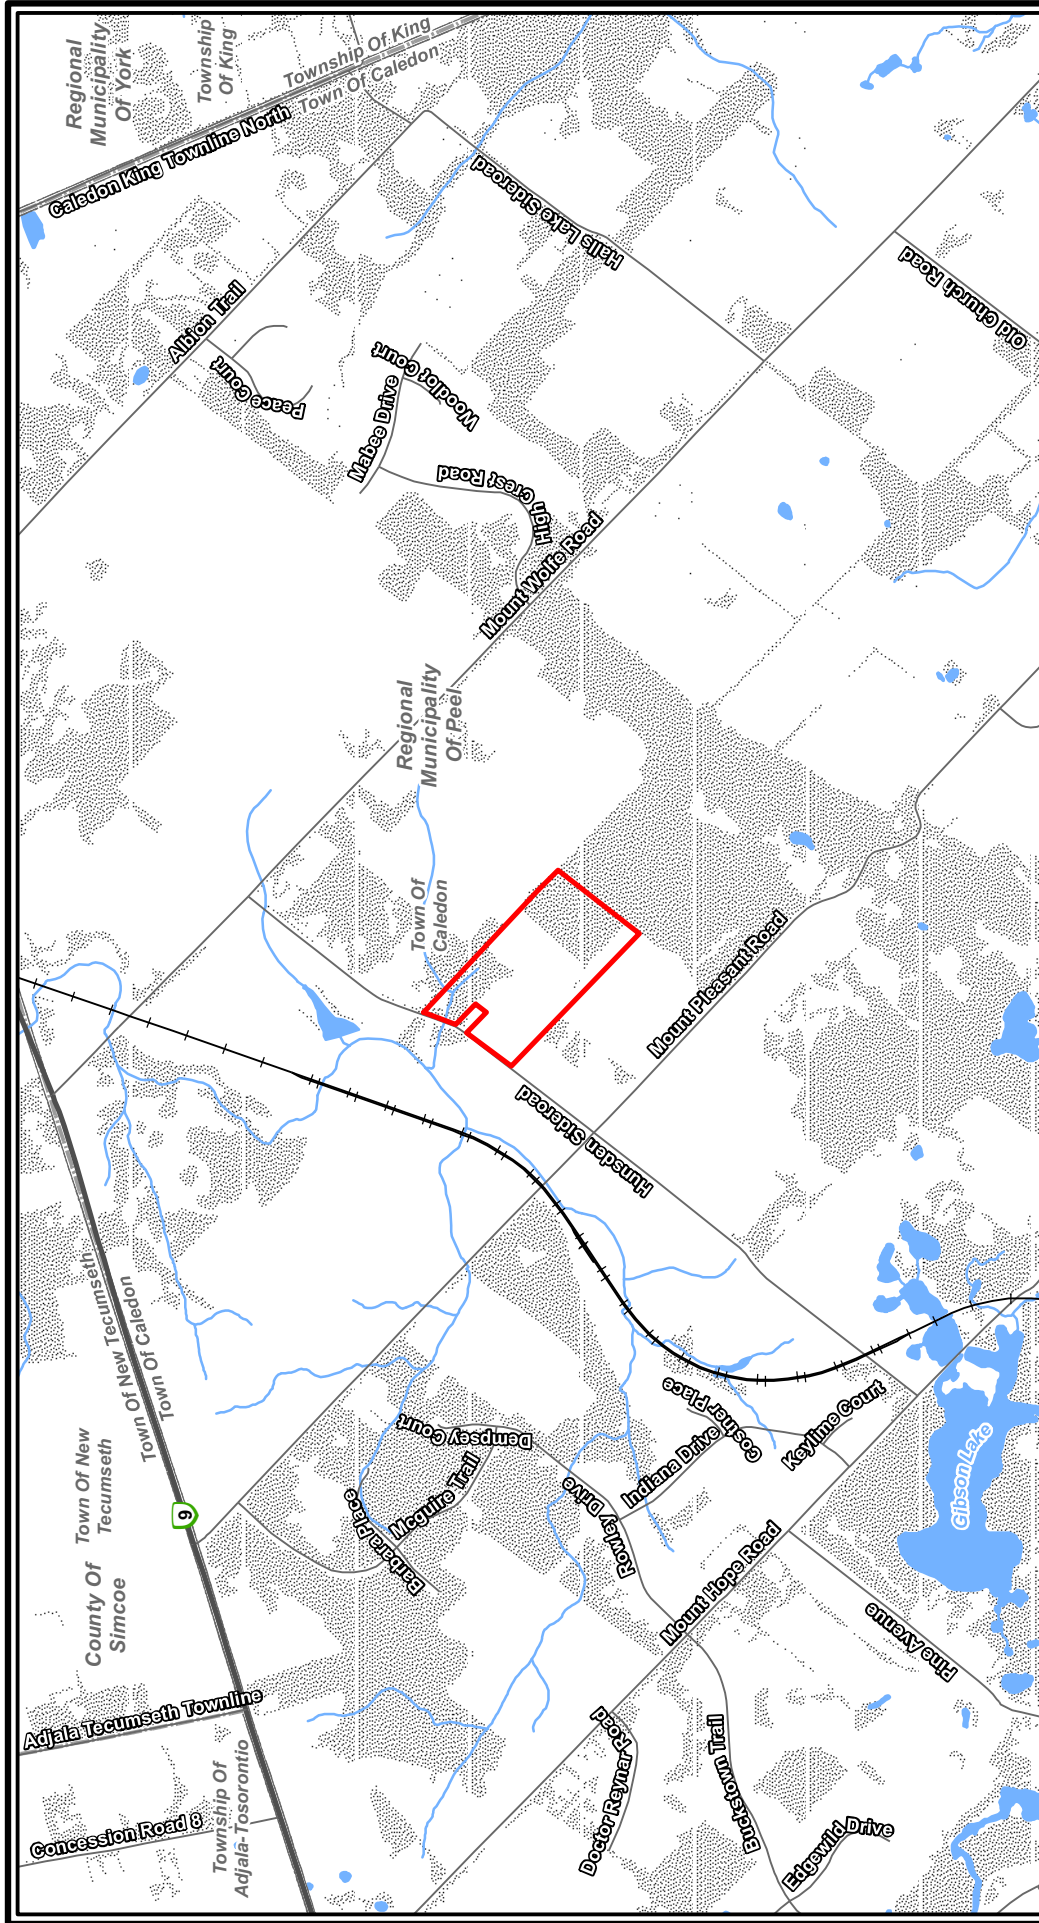 Regional
Municipality
Of York
Township
Of King
Township Of King
Town Of Caledon
Caledon King Townline North
Halls Lake Sideroad
Old Church Road
Albion Trail
Peace Court
Mabee Drive
Woodlot Court
High Crest Road
Mount Wolfe Road
Regional
Municipality
Of Peel
Town Of
Caledon
Mount Pleasant Road
Hunsden Sideroad
Town Of New Tecumseth
Town Of Caledon
Town Of New
Tecumseth
County Of
Simcoe
9
Dempsey Court
Mcguire Trail
Barbara Place
Costner Place
Indiana Drive
Keylime Court
Rowley Drive
Mount Hope Road
Gibson Lake
Pine Avenue
Adjala Tecumseth Townline
Concession Road 8
Township Of
Adjala-Tosorontio
Doctor Reynar Road
Buckstown Trail
Edgewild Drive